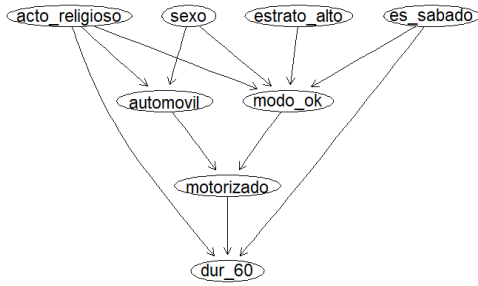 acto_religioso sexo estrato_alto es_sabado
automovil modo_ok
motorizado
dur_60